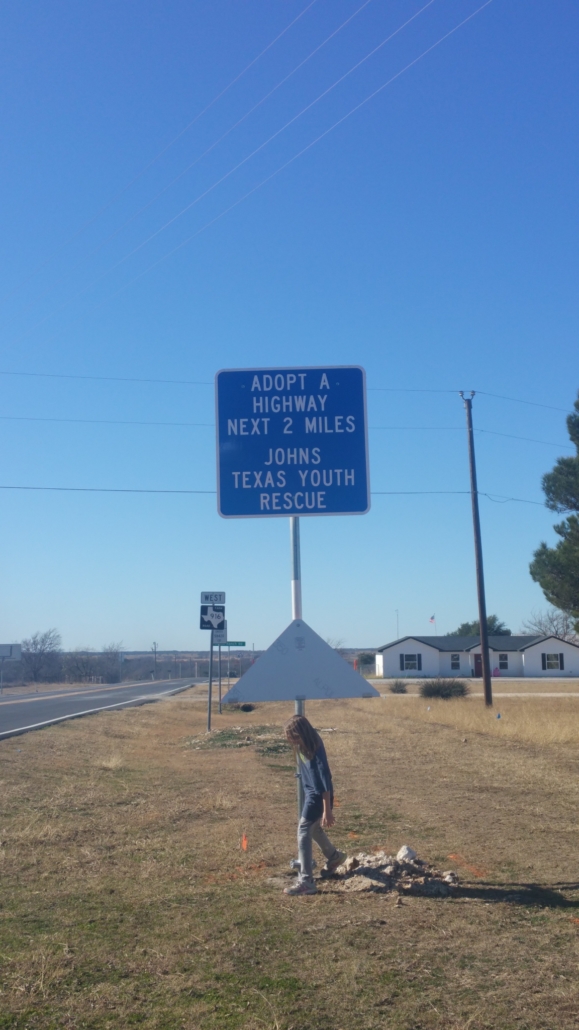 ADOPT A
HIGHWAY
NEXT 2 MILES
JOHNS
TEXAS YOUTH
RESCUE
WEST